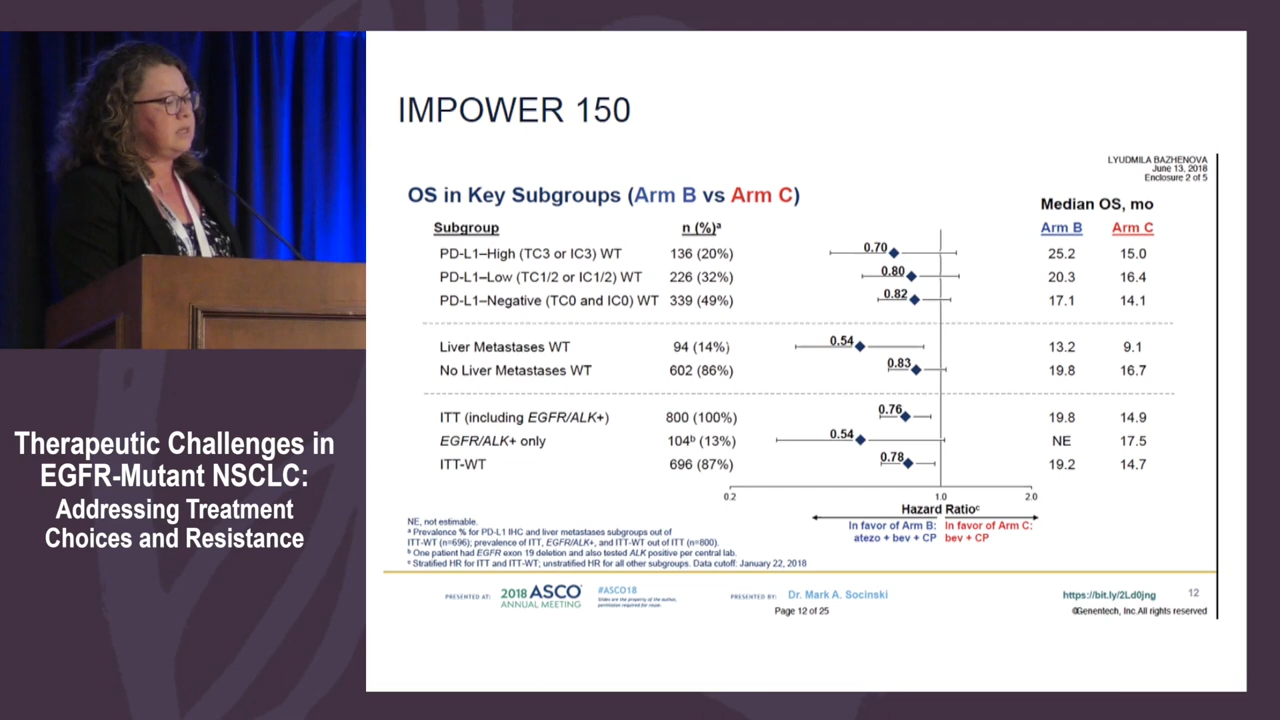 IMPOWER 150
LYUDMILA BAZHENOVA
June 13, 2018
Enclosure 2 of 5
OS in Key Subgroups (Arm B vs Arm C)
Median OS, mo
Subgroup n (%)ᵃ Arm B Arm C
PD-L1–High (TC3 or IC3) WT 136 (20%) 0.70 25.2 15.0
PD-L1–Low (TC1/2 or IC1/2) WT 226 (32%) 0.80 20.3 16.4
PD-L1–Negative (TC0 and IC0) WT 339 (49%) 0.82 17.1 14.1
Liver Metastases WT 94 (14%) 0.54 13.2 9.1
No Liver Metastases WT 602 (86%) 0.83 19.8 16.7
ITT (including EGFR/ALK+) 800 (100%) 0.76 19.8 14.9
EGFR/ALK+ only 104ᵇ (13%) 0.54 NE 17.5
ITT-WT 696 (87%) 0.78 19.2 14.7
0.2 1.0 2.0
Hazard Ratioᶜ
In favor of Arm B: In favor of Arm C:
atezo + bev + CP bev + CP
NE, not estimable.
ᵃ Prevalence % for PD-L1 IHC and liver metastases subgroups out of
ITT-WT (n=696); prevalence of ITT, EGFR/ALK+, and ITT-WT out of ITT (n=800).
ᵇ One patient had EGFR exon 19 deletion and also tested ALK positive per central lab.
ᶜ Stratified HR for ITT and ITT-WT; unstratified HR for all other subgroups. Data cutoff: January 22, 2018
PRESENTED AT: 2018 ASCO®
ANNUAL MEETING
#ASCO18
Slides are the property of the author,
permission required for reuse.
PRESENTED BY: Dr. Mark A. Socinski
https://bit.ly/2Ld0jng 12
Page 12 of 25
©Genentech, Inc.All rights reserved
Therapeutic Challenges in
EGFR-Mutant NSCLC:
Addressing Treatment
Choices and Resistance